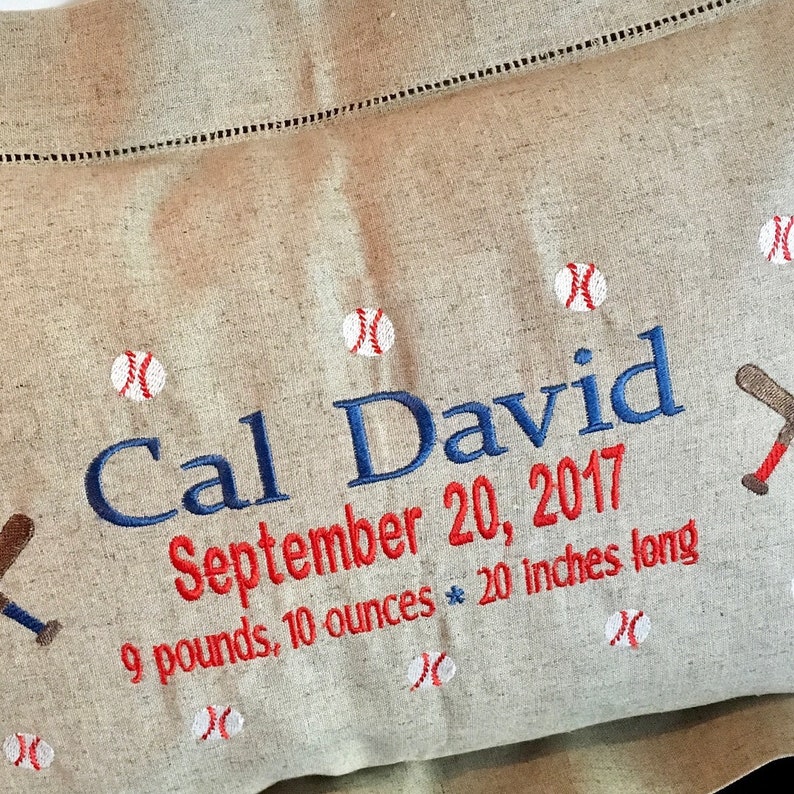 Cal David
September 20, 2017
9 pounds, 10 ounces * 20 inches long